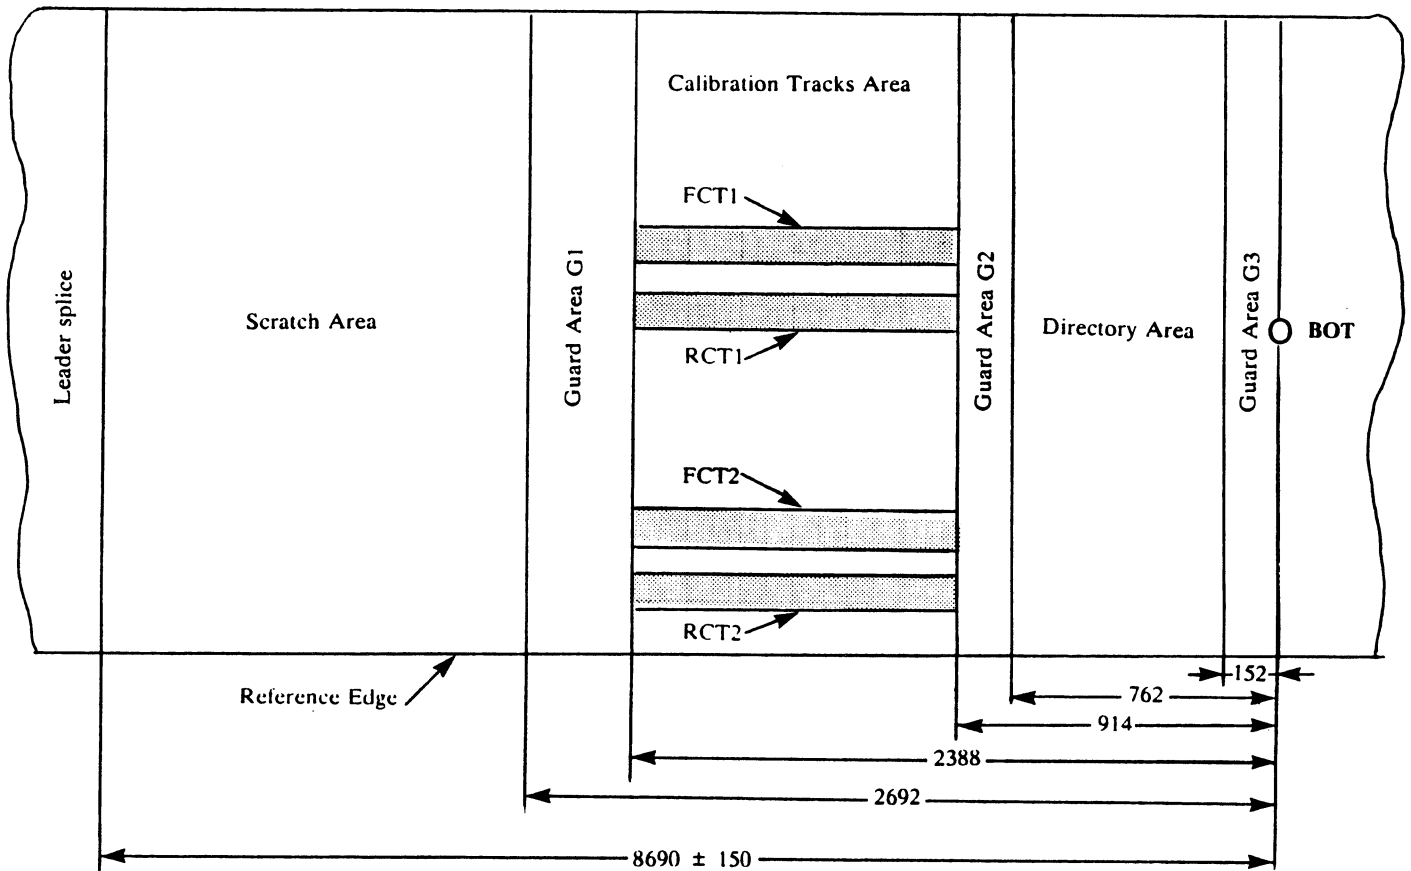 Calibration Tracks Area
FCT1
Leader splice
Scratch Area
Guard Area G1
RCT1
Guard Area G2
Directory Area
Guard Area G3
BOT
FCT2
RCT2
Reference Edge
152
762
914
2388
2692
8690 ± 150